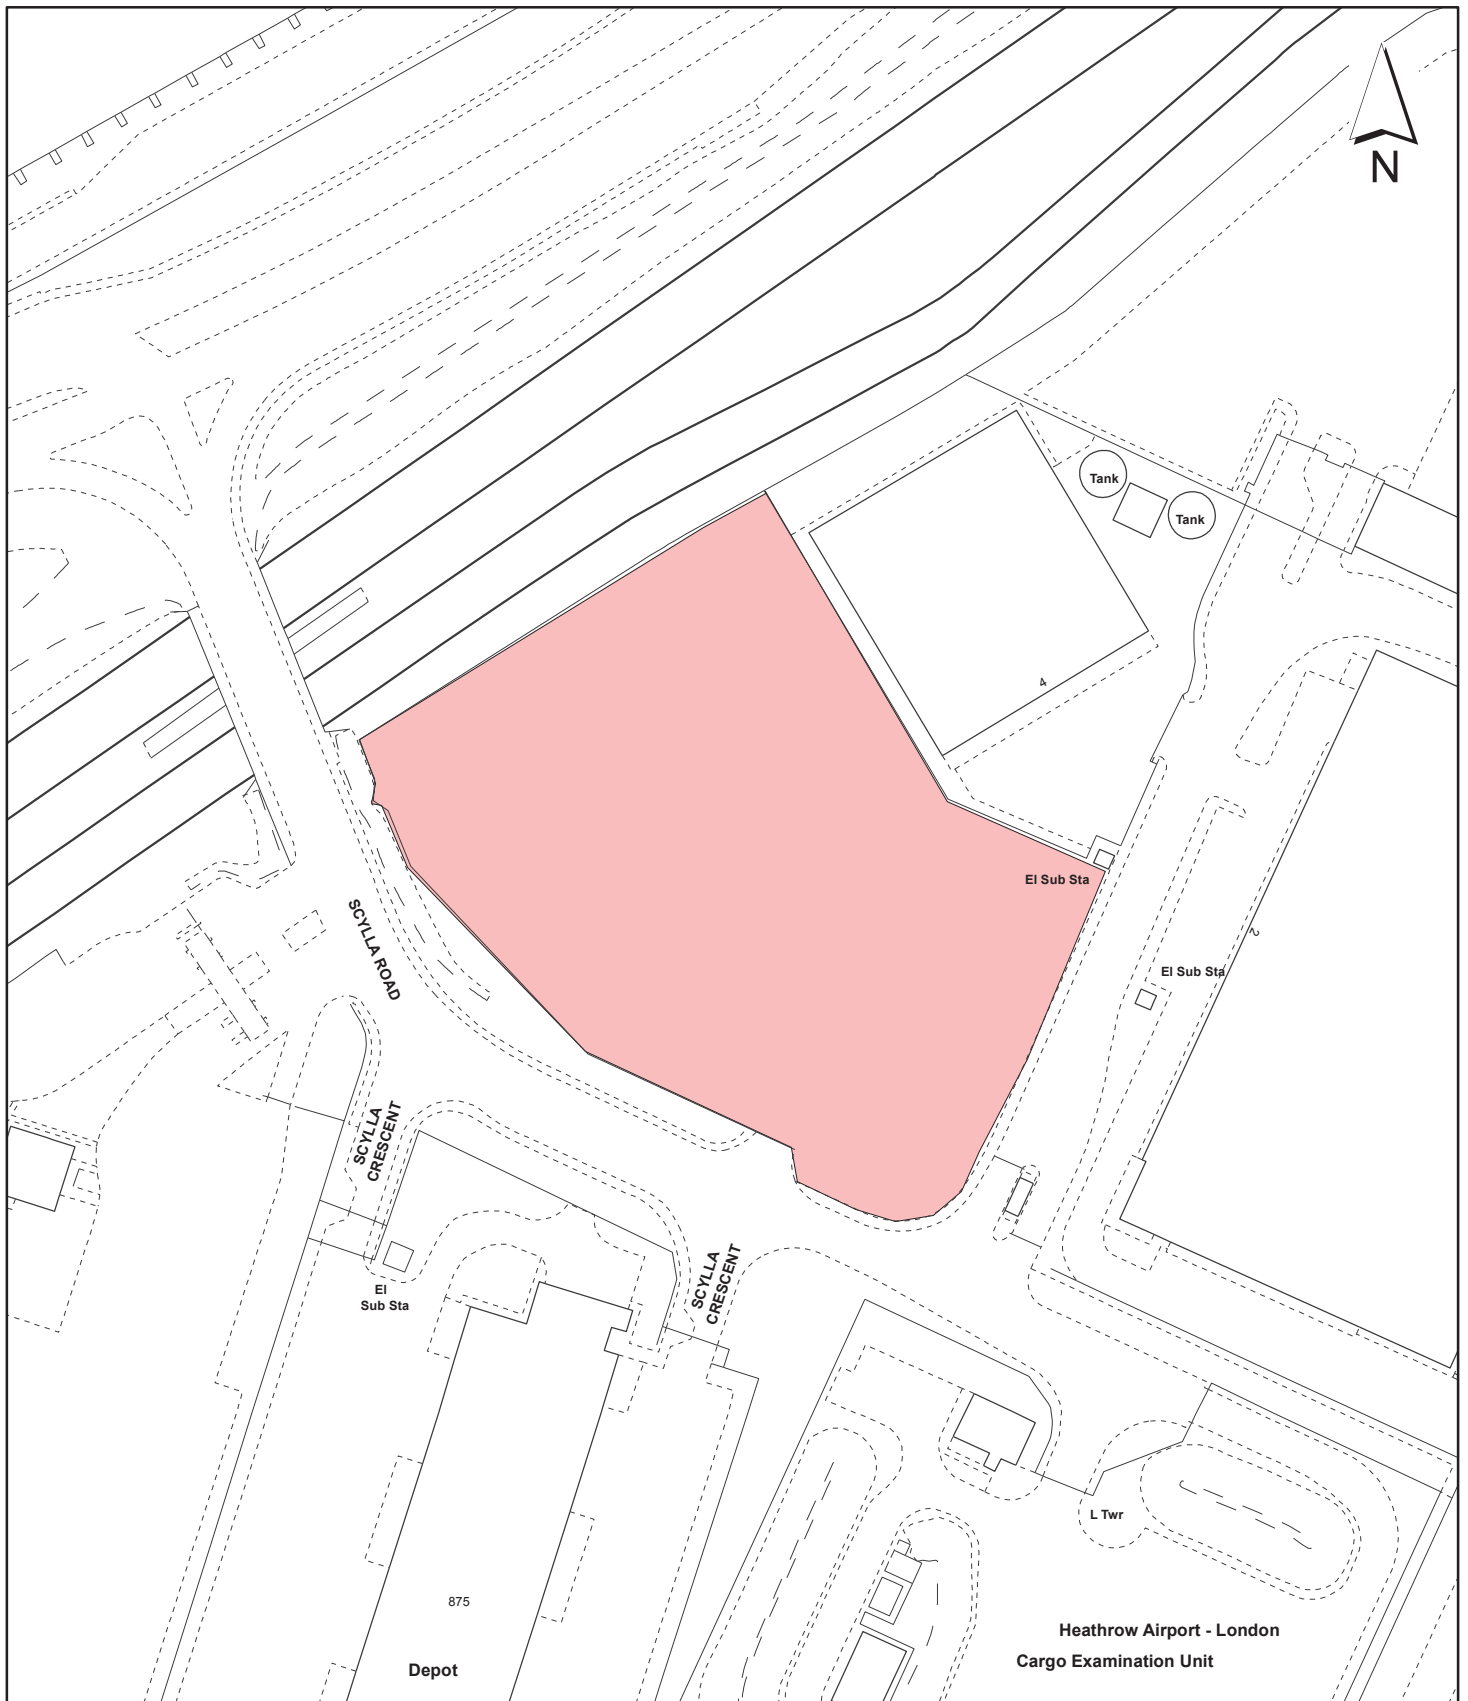 N
Tank
Tank
4
El Sub Sta
SCYLLA ROAD
2
El Sub Sta
SCYLLA
CRESCENT
SCYLLA
CRESCENT
El
Sub Sta
L Twr
875
Heathrow Airport - London
Cargo Examination Unit
Depot